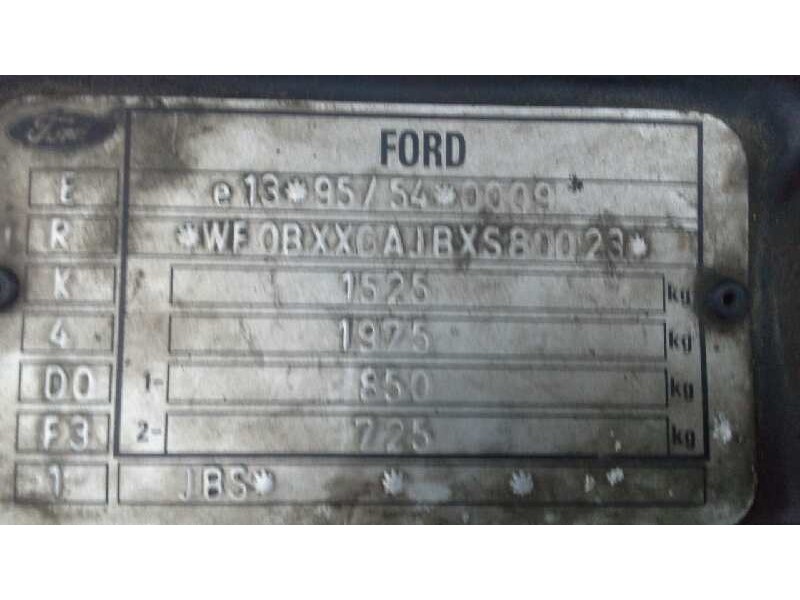 Ford
FORD
E e13*95/54*0009*
R *WF0BXXGAJBXS80023*
K 1525 kg
4 1975 kg
D0 1- 850 kg
F3 2- 725 kg
1 JBS* * * *